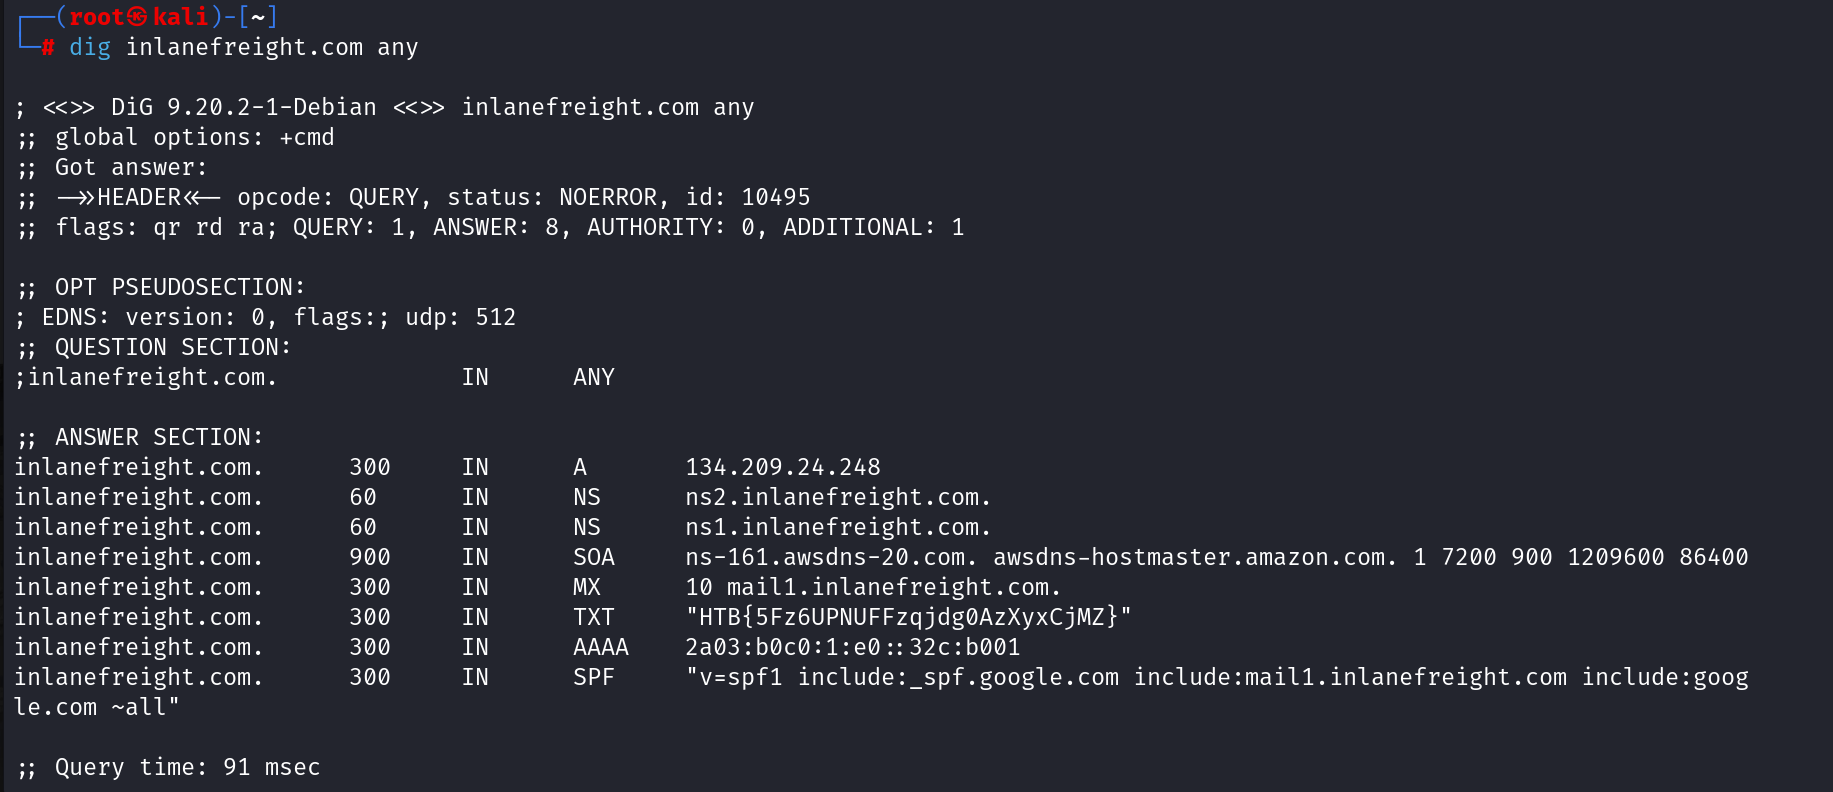 ┌──(root㉿kali)-[~]
└─# dig inlanefreight.com any

; <<>> DiG 9.20.2-1-Debian <<>> inlanefreight.com any
;; global options: +cmd
;; Got answer:
;; ->>HEADER<<- opcode: QUERY, status: NOERROR, id: 10495
;; flags: qr rd ra; QUERY: 1, ANSWER: 8, AUTHORITY: 0, ADDITIONAL: 1

;; OPT PSEUDOSECTION:
; EDNS: version: 0, flags:; udp: 512
;; QUESTION SECTION:
;inlanefreight.com.		IN	ANY

;; ANSWER SECTION:
inlanefreight.com.	300	IN	A	134.209.24.248
inlanefreight.com.	60	IN	NS	ns2.inlanefreight.com.
inlanefreight.com.	60	IN	NS	ns1.inlanefreight.com.
inlanefreight.com.	900	IN	SOA	ns-161.awsdns-20.com. awsdns-hostmaster.amazon.com. 1 7200 900 1209600 86400
inlanefreight.com.	300	IN	MX	10 mail1.inlanefreight.com.
inlanefreight.com.	300	IN	TXT	"HTB{5Fz6UPNUFFzqjdg0AzXyxCjMZ}"
inlanefreight.com.	300	IN	AAAA	2a03:b0c0:1:e0::32c:b001
inlanefreight.com.	300	IN	SPF	"v=spf1 include:_spf.google.com include:mail1.inlanefreight.com include:goog
le.com ~all"

;; Query time: 91 msec